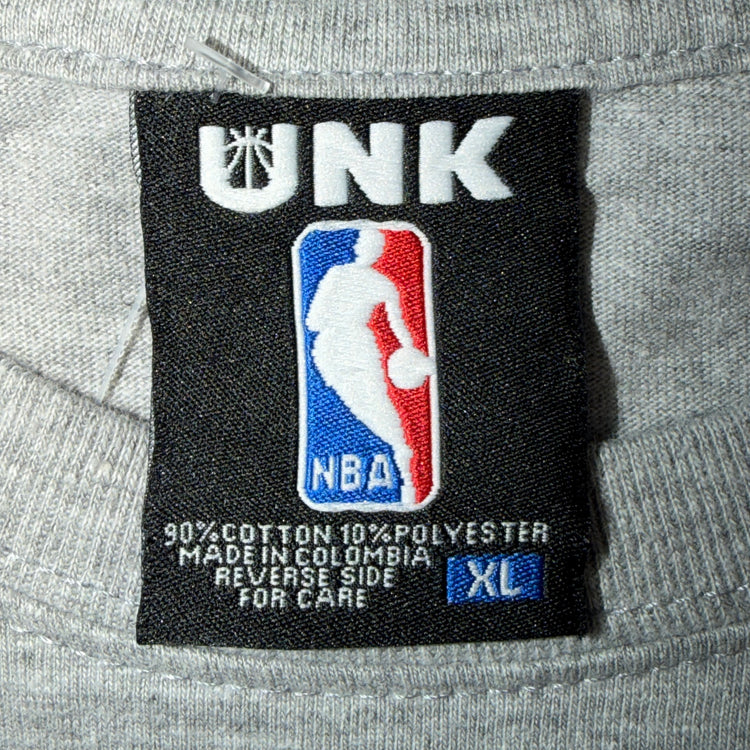 UNK
NBA
90% COTTON 10% POLYESTER
MADE IN COLOMBIA
REVERSE SIDE
FOR CARE
XL